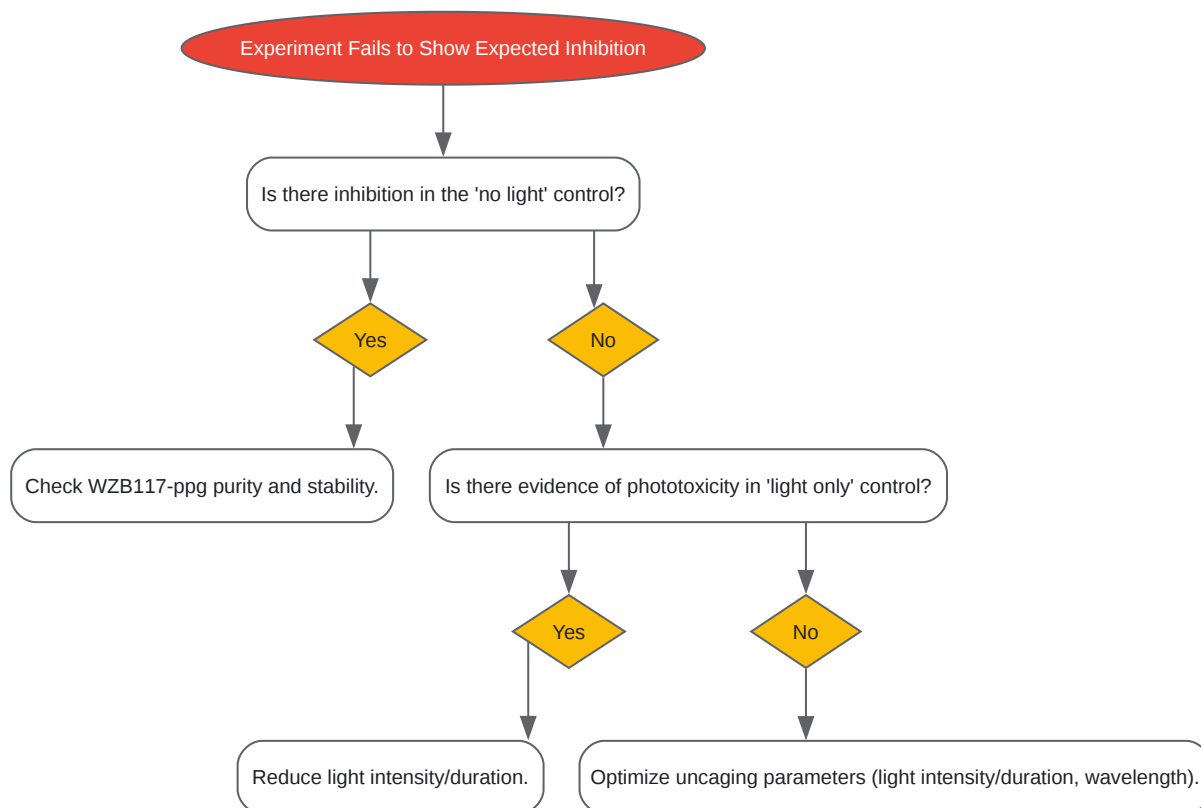 Experiment Fails to Show Expected Inhibition
Is there inhibition in the 'no light' control?
Yes
No
Check WZB117-ppg purity and stability.
Is there evidence of phototoxicity in 'light only' control?
Yes
No
Reduce light intensity/duration.
Optimize uncaging parameters (light intensity/duration, wavelength).